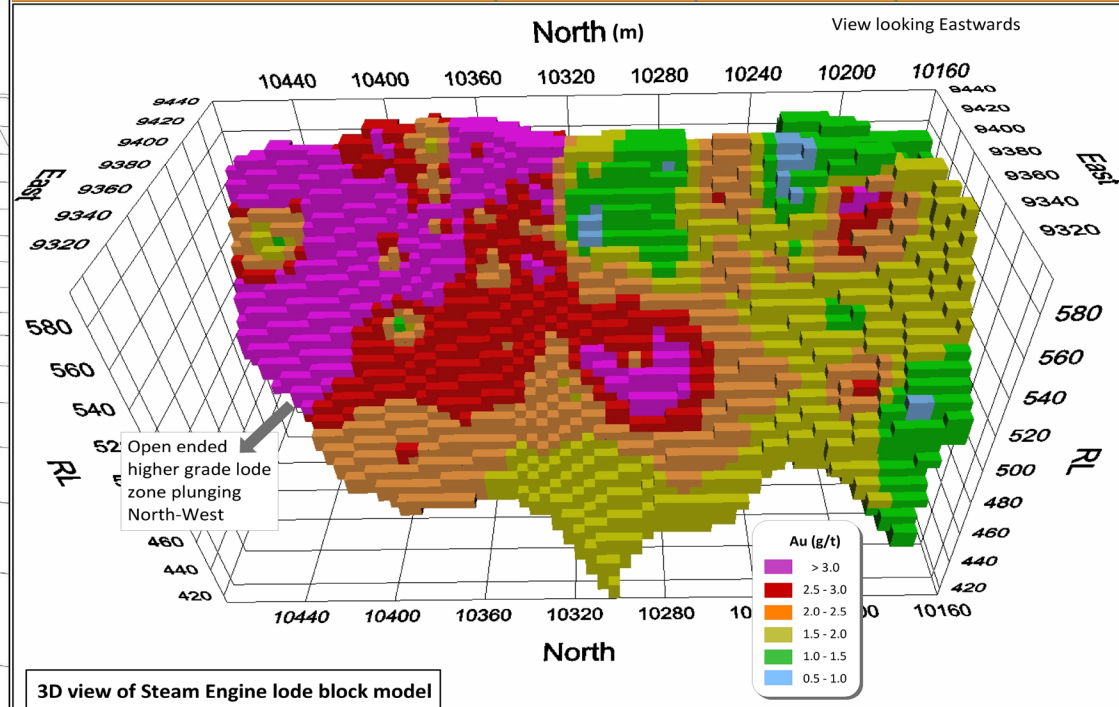 North (m)
View looking Eastwards
10440 10400 10360 10320 10280 10240 10200 10160
9440
9420
9400
9380
9360
9340
9320
East
9440
9420
9400
9380
9360
9340
9320
East
580
560
540
RL
460
440
420
580
560
540
520
500
480
460
440
420
RL
Open ended
higher grade lode
zone plunging
North-West
Au (g/t)
> 3.0
2.5 - 3.0
2.0 - 2.5
1.5 - 2.0
1.0 - 1.5
0.5 - 1.0
10440 10400 10360 10320 10280 10160
North
3D view of Steam Engine lode block model